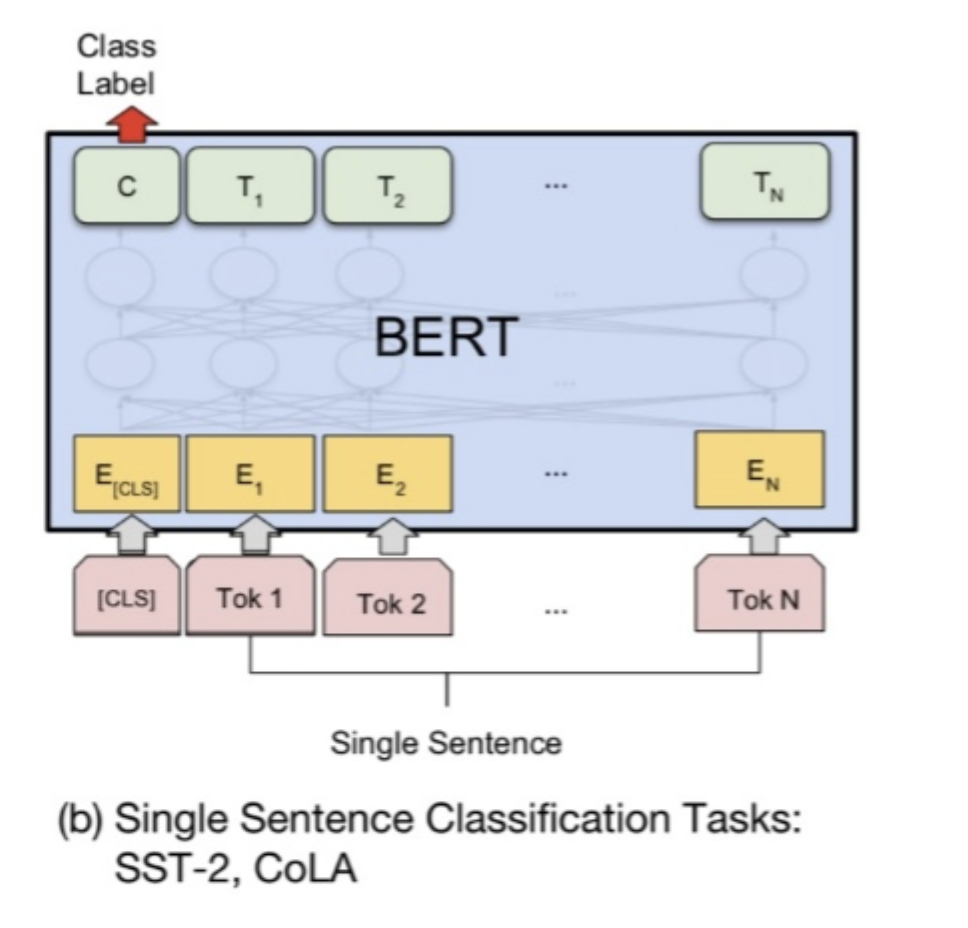 Class
Label
C T1 T2 ... TN
...
BERT
...
E[CLS] E1 E2 ... EN
[CLS] Tok 1 Tok 2 ... Tok N
Single Sentence
(b) Single Sentence Classification Tasks:
SST-2, CoLA